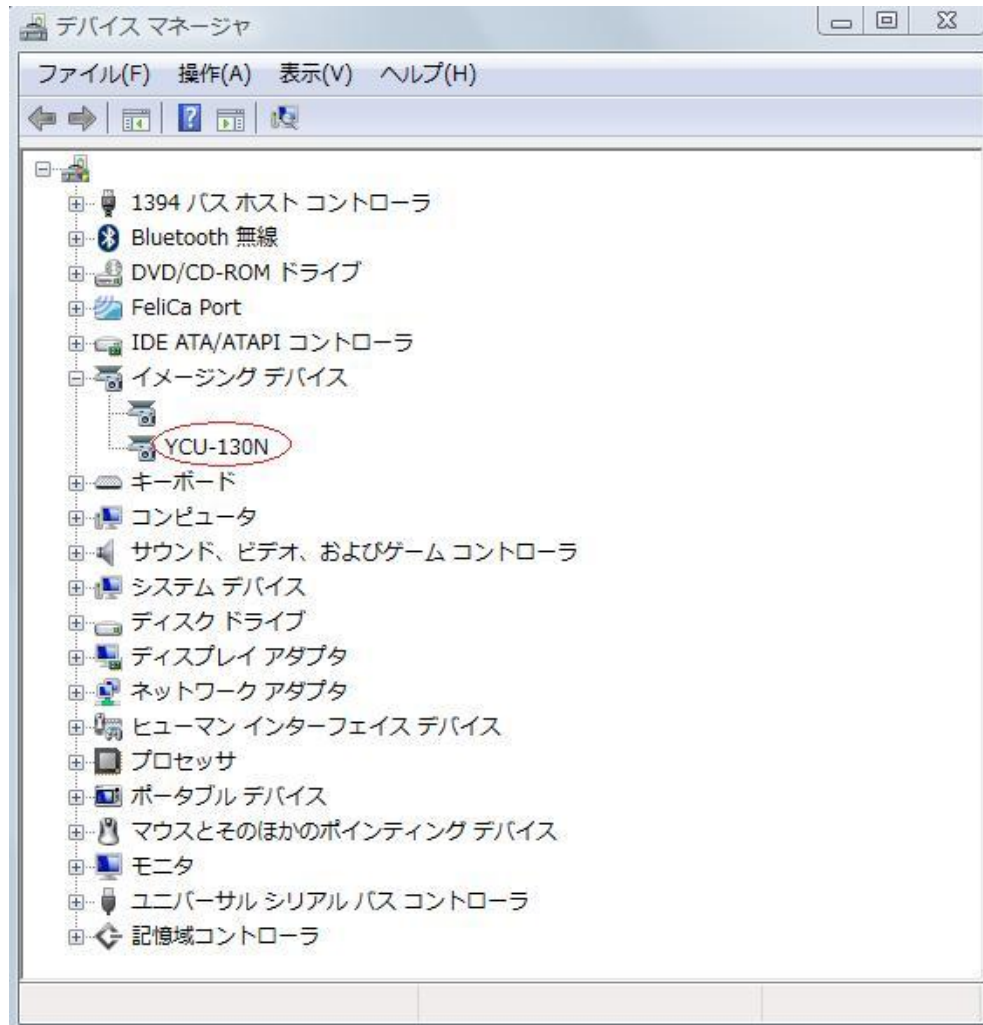 デバイス マネージャ
ファイル(F) 操作(A) 表示(V) ヘルプ(H)
1394 バス ホスト コントローラ
Bluetooth 無線
DVD/CD-ROM ドライブ
FeliCa Port
IDE ATA/ATAPI コントローラ
イメージング デバイス
YCU-130N
キーボード
コンピュータ
サウンド、ビデオ、およびゲーム コントローラ
システム デバイス
ディスク ドライブ
ディスプレイ アダプタ
ネットワーク アダプタ
ヒューマン インターフェイス デバイス
プロセッサ
ポータブル デバイス
マウスとそのほかのポインティング デバイス
モニタ
ユニバーサル シリアル バス コントローラ
記憶域コントローラ